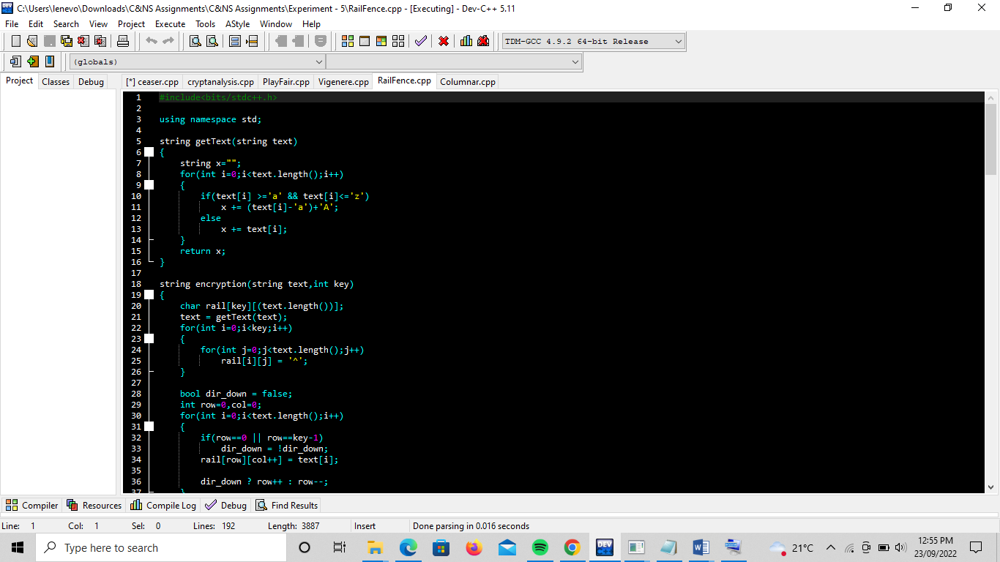 C:\Users\lenevo\Downloads\C&NS Assignments\C&NS Assignments\Experiment - 5\RailFence.cpp - [Executing] - Dev-C++ 5.11
File Edit Search View Project Execute Tools AStyle Window Help
TDM-GCC 4.9.2 64-bit Release
(globals)
Project Classes Debug [*] ceaser.cpp cryptanalysis.cpp PlayFair.cpp Vigenere.cpp RailFence.cpp Columnar.cpp
1 #include<bits/stdc++.h>
2
3 using namespace std;
4
5 string getText(string text)
6 {
7 string x="";
8 for(int i=0;i<text.length();i++)
9 {
10 if(text[i] >='a' && text[i]<='z')
11 x += (text[i]-'a')+'A';
12 else
13 x += text[i];
14 }
15 return x;
16 }
17
18 string encryption(string text,int key)
19 {
20 char rail[key][(text.length())];
21 text = getText(text);
22 for(int i=0;i<key;i++)
23 {
24 for(int j=0;j<text.length();j++)
25 rail[i][j] = '^';
26 }
27
28 bool dir_down = false;
29 int row=0,col=0;
30 for(int i=0;i<text.length();i++)
31 {
32 if(row==0 || row==key-1)
33 dir_down = !dir_down;
34 rail[row][col++] = text[i];
35
36 dir_down ? row++ : row--;
37 }
Compiler Resources Compile Log Debug Find Results
Line: 1 Col: 1 Sel: 0 Lines: 192 Length: 3887 Insert Done parsing in 0.016 seconds
Type here to search
DEV
21°C
12:55 PM
23/09/2022